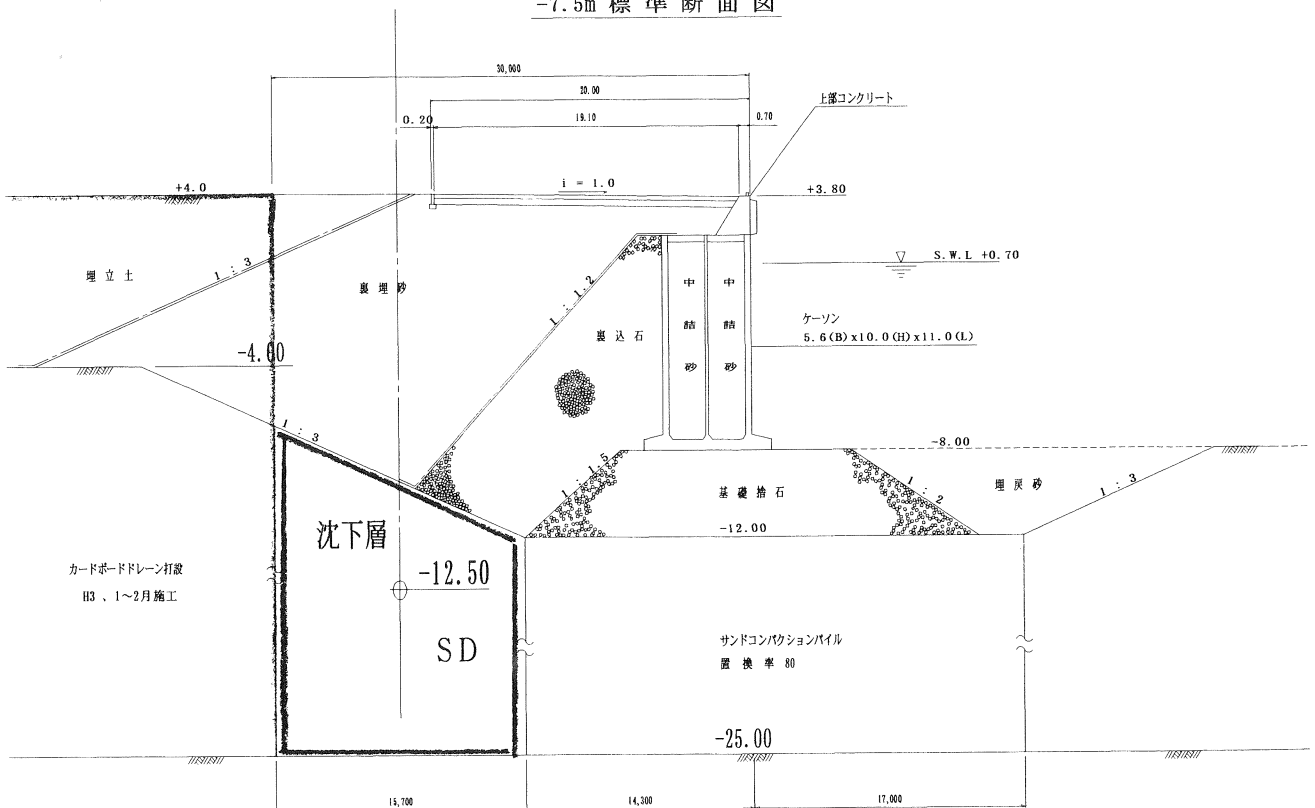 -7.5m 標 準 断 面 図
30,000
20.00
0.20
19.10
0.70
上部コンクリート
+4.0
i = 1.0
+3.80
埋 立 土
1 : 3
裏 埋 砂
1 : 1.2
S.W.L +0.70
中 詰 砂
中 詰 砂
裏 込 石
ケーソン
5.6(B)x10.0(H)x11.0(L)
-4.00
1 : 3
-8.00
1 : 1.5
基 礎 捨 石
1 : 2
埋 戻 砂
1 : 3
-12.00
沈下層
-12.50
カードボードドレーン打設
H3 、1~2月施工
SD
サンドコンパクションパイル
置 換 率 80
-25.00
15,700
14,300
17,000